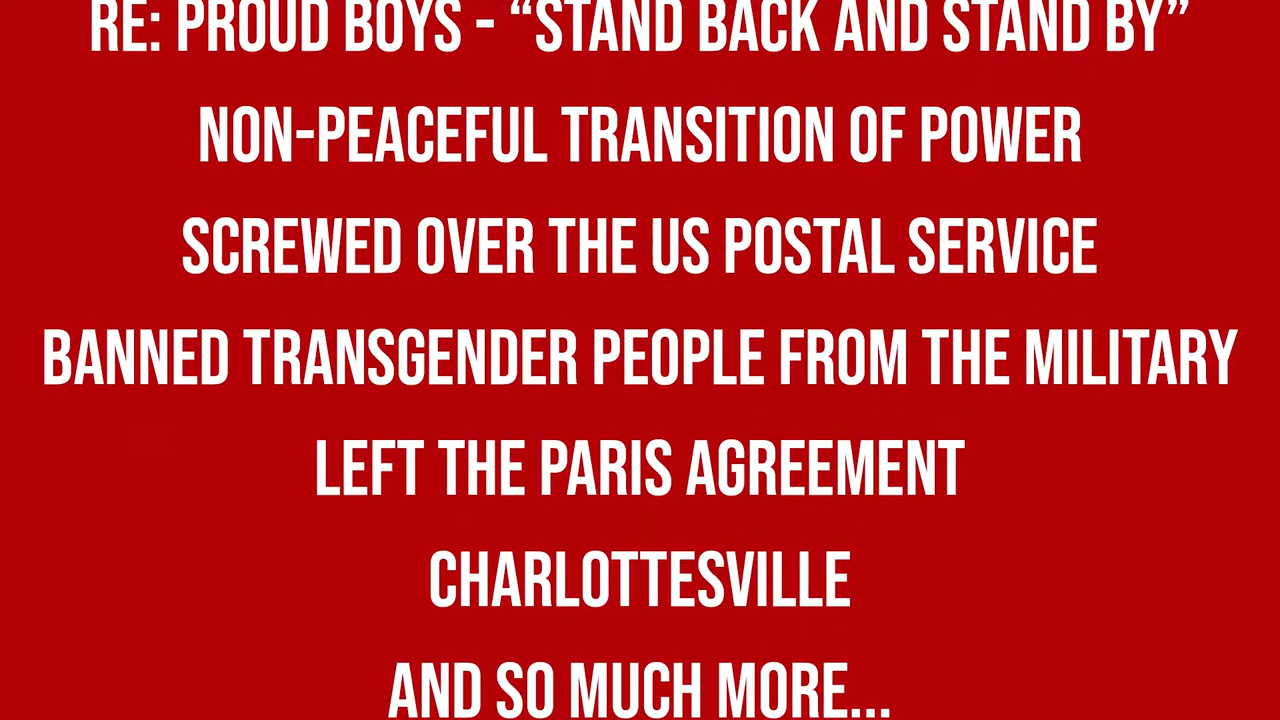 RE: PROUD BOYS - “STAND BACK AND STAND BY”
NON-PEACEFUL TRANSITION OF POWER
SCREWED OVER THE US POSTAL SERVICE
BANNED TRANSGENDER PEOPLE FROM THE MILITARY
LEFT THE PARIS AGREEMENT
CHARLOTTESVILLE
AND SO MUCH MORE...